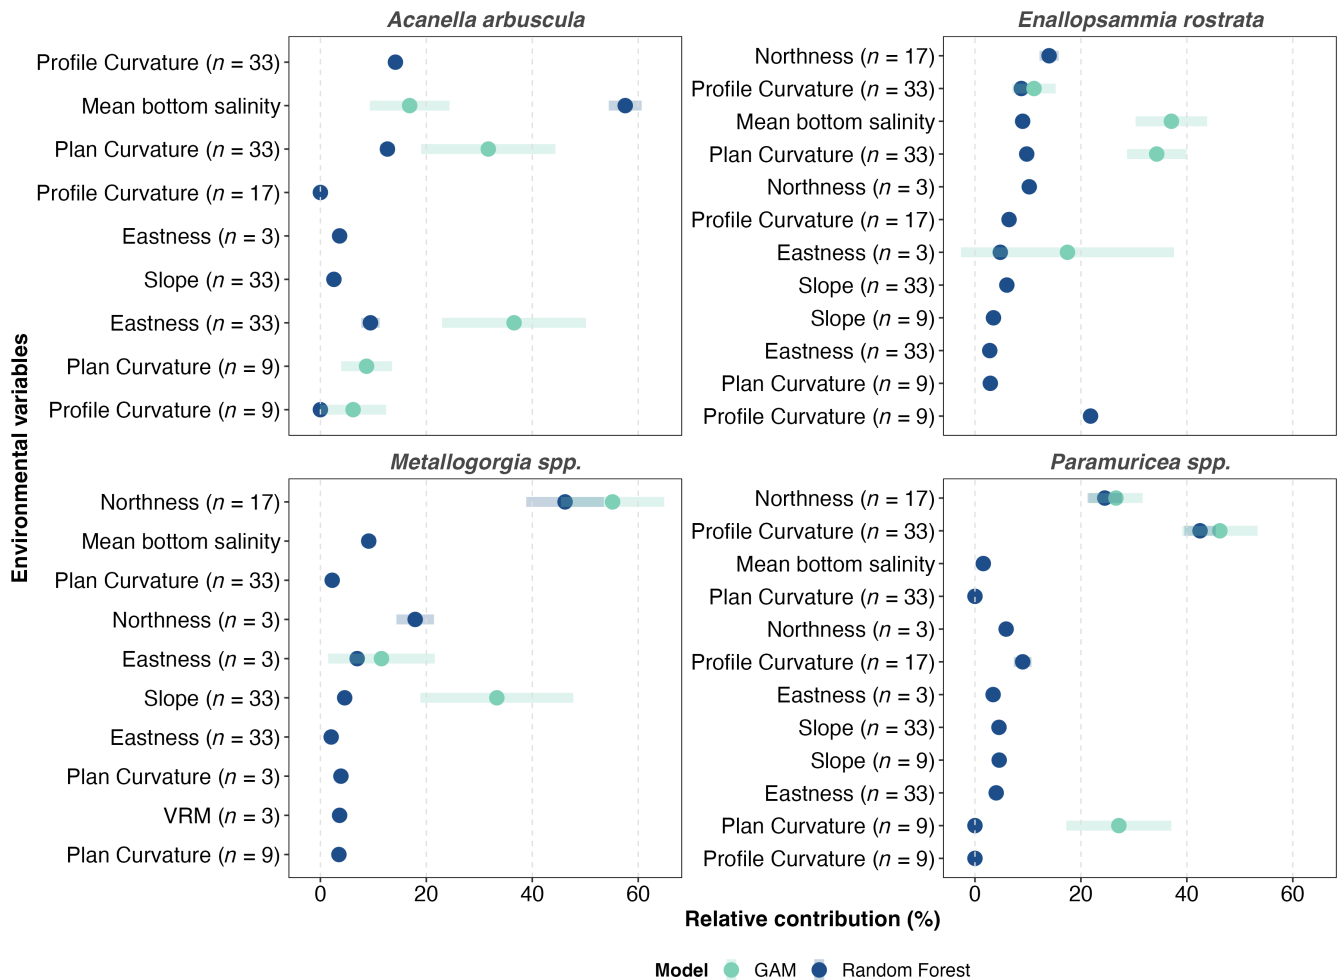 Acanella arbuscula
Profile Curvature (n = 33)
Mean bottom salinity
Plan Curvature (n = 33)
Profile Curvature (n = 17)
Eastness (n = 3)
Slope (n = 33)
Eastness (n = 33)
Plan Curvature (n = 9)
Profile Curvature (n = 9)
Enallopsammia rostrata
Northness (n = 17)
Profile Curvature (n = 33)
Mean bottom salinity
Plan Curvature (n = 33)
Northness (n = 3)
Profile Curvature (n = 17)
Eastness (n = 3)
Slope (n = 33)
Slope (n = 9)
Eastness (n = 33)
Plan Curvature (n = 9)
Profile Curvature (n = 9)
Environmental variables
Metallogorgia spp.
Northness (n = 17)
Mean bottom salinity
Plan Curvature (n = 33)
Northness (n = 3)
Eastness (n = 3)
Slope (n = 33)
Eastness (n = 33)
Plan Curvature (n = 3)
VRM (n = 3)
Plan Curvature (n = 9)
0 20 40 60
Paramuricea spp.
Northness (n = 17)
Profile Curvature (n = 33)
Mean bottom salinity
Plan Curvature (n = 33)
Northness (n = 3)
Profile Curvature (n = 17)
Eastness (n = 3)
Slope (n = 33)
Slope (n = 9)
Eastness (n = 33)
Plan Curvature (n = 9)
Profile Curvature (n = 9)
0 20 40 60
Relative contribution (%)
Model GAM Random Forest